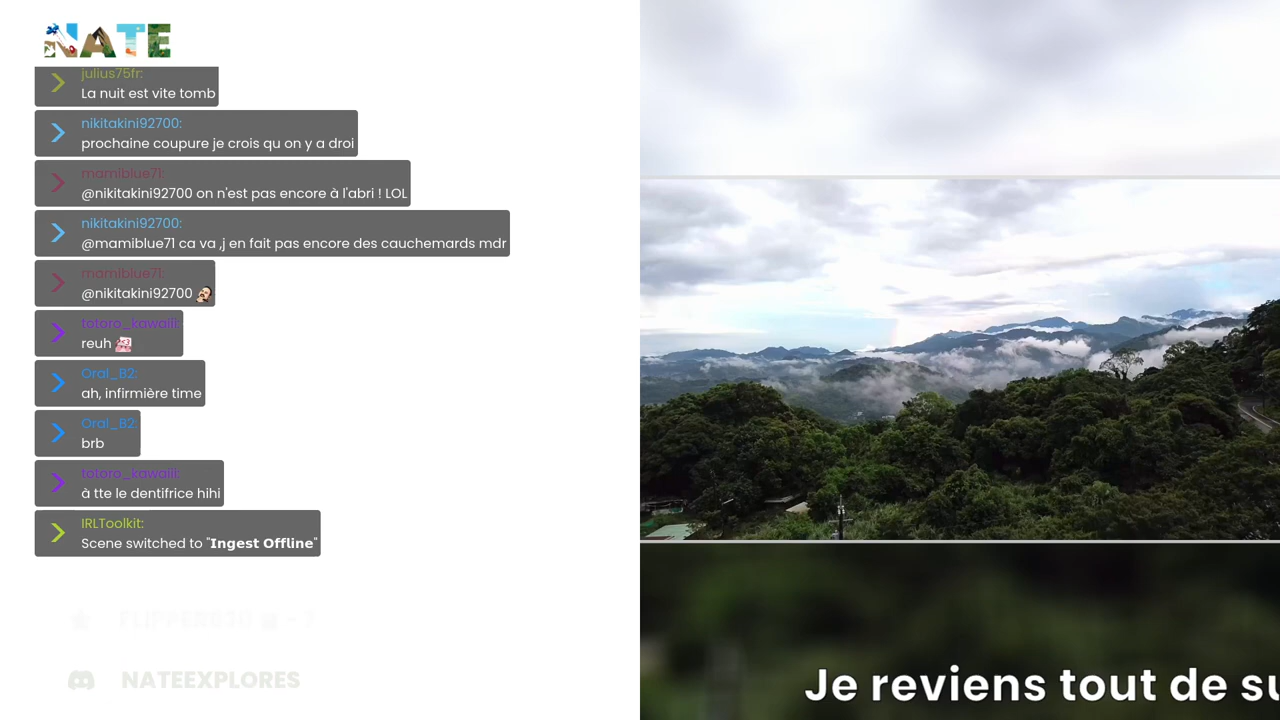 NATE
julius75fr:
La nuit est vite tomb
nikitakini92700:
prochaine coupure je crois qu on y a droi
mamiblue71:
@nikitakini92700 on n'est pas encore à l'abri ! LOL
nikitakini92700:
@mamiblue71 ca va ,j en fait pas encore des cauchemards mdr
mamiblue71:
@nikitakini92700
totoro_kawaiii:
reuh
Oral_B2:
ah, infirmière time
Oral_B2:
brb
totoro_kawaiii:
à tte le dentifrice hihi
IRLToolkit:
Scene switched to "Ingest Offline"
NATEEXPLORES
Je reviens tout de su